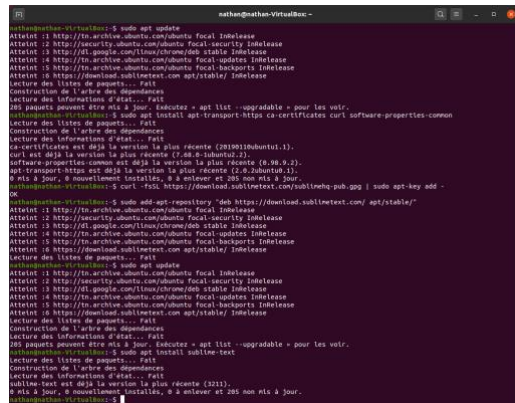 nathan@nathan-VirtualBox: ~
nathan@nathan-VirtualBox:~$ sudo apt update
Atteint :1 http://tn.archive.ubuntu.com/ubuntu focal InRelease
Atteint :2 http://security.ubuntu.com/ubuntu focal-security InRelease
Atteint :3 http://dl.google.com/linux/chrome/deb stable InRelease
Atteint :4 http://tn.archive.ubuntu.com/ubuntu focal-updates InRelease
Atteint :5 http://tn.archive.ubuntu.com/ubuntu focal-backports InRelease
Atteint :6 https://download.sublimetext.com apt/stable/ InRelease
Lecture des listes de paquets... Fait
Construction de l'arbre des dépendances
Lecture des informations d'état... Fait
205 paquets peuvent être mis à jour. Exécutez « apt list --upgradable » pour les voir.
nathan@nathan-VirtualBox:~$ sudo apt install apt-transport-https ca-certificates curl software-properties-common
Lecture des listes de paquets... Fait
Construction de l'arbre des dépendances
Lecture des informations d'état... Fait
ca-certificates est déjà la version la plus récente (20190110ubuntu1.1).
curl est déjà la version la plus récente (7.68.0-1ubuntu2.2).
software-properties-common est déjà la version la plus récente (0.98.9.2).
apt-transport-https est déjà la version la plus récente (2.0.2ubuntu0.1).
0 mis à jour, 0 nouvellement installés, 0 à enlever et 205 non mis à jour.
nathan@nathan-VirtualBox:~$ curl -fsSL https://download.sublimetext.com/sublimehq-pub.gpg | sudo apt-key add -
OK
nathan@nathan-VirtualBox:~$ sudo add-apt-repository "deb https://download.sublimetext.com/ apt/stable/"
Atteint :1 http://tn.archive.ubuntu.com/ubuntu focal InRelease
Atteint :2 http://security.ubuntu.com/ubuntu focal-security InRelease
Atteint :3 http://dl.google.com/linux/chrome/deb stable InRelease
Atteint :4 http://tn.archive.ubuntu.com/ubuntu focal-updates InRelease
Atteint :5 http://tn.archive.ubuntu.com/ubuntu focal-backports InRelease
Atteint :6 https://download.sublimetext.com apt/stable/ InRelease
Lecture des listes de paquets... Fait
nathan@nathan-VirtualBox:~$ sudo apt update
Atteint :1 http://tn.archive.ubuntu.com/ubuntu focal InRelease
Atteint :2 http://security.ubuntu.com/ubuntu focal-security InRelease
Atteint :3 http://dl.google.com/linux/chrome/deb stable InRelease
Atteint :4 http://tn.archive.ubuntu.com/ubuntu focal-updates InRelease
Atteint :5 http://tn.archive.ubuntu.com/ubuntu focal-backports InRelease
Atteint :6 https://download.sublimetext.com apt/stable/ InRelease
Lecture des listes de paquets... Fait
Construction de l'arbre des dépendances
Lecture des informations d'état... Fait
205 paquets peuvent être mis à jour. Exécutez « apt list --upgradable » pour les voir.
nathan@nathan-VirtualBox:~$ sudo apt install sublime-text
Lecture des listes de paquets... Fait
Construction de l'arbre des dépendances
Lecture des informations d'état... Fait
sublime-text est déjà la version la plus récente (3211).
0 mis à jour, 0 nouvellement installés, 0 à enlever et 205 non mis à jour.
nathan@nathan-VirtualBox:~$